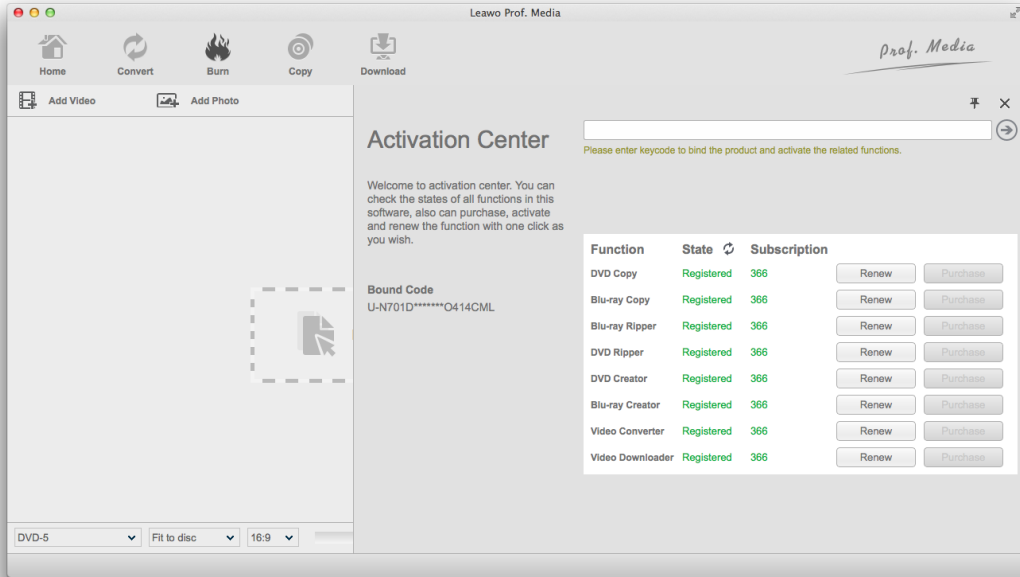 Leawo Prof. Media
Home
Convert
Burn
Copy
Download
Prof. Media
Add Video
Add Photo
Activation Center
Welcome to activation center. You can
check the states of all functions in this
software, also can purchase, activate
and renew the function with one click as
you wish.
Bound Code
U-N701D*******O414CML
Please enter keycode to bind the product and activate the related functions.
Function State Subscription
DVD Copy Registered 366 Renew Purchase
Blu-ray Copy Registered 366 Renew Purchase
Blu-ray Ripper Registered 366 Renew Purchase
DVD Ripper Registered 366 Renew Purchase
DVD Creator Registered 366 Renew Purchase
Blu-ray Creator Registered 366 Renew Purchase
Video Converter Registered 366 Renew Purchase
Video Downloader Registered 366 Renew Purchase
DVD-5 Fit to disc 16:9